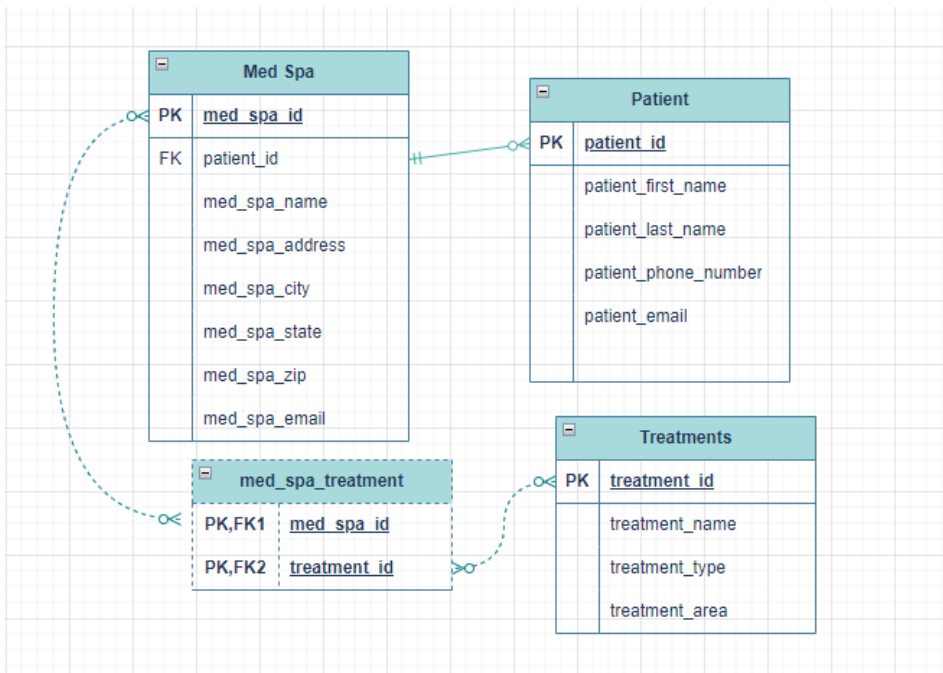 Med Spa
PK med_spa_id
FK patient_id
med_spa_name
med_spa_address
med_spa_city
med_spa_state
med_spa_zip
med_spa_email
Patient
PK patient_id
patient_first_name
patient_last_name
patient_phone_number
patient_email
med_spa_treatment
PK,FK1 med_spa_id
PK,FK2 treatment_id
Treatments
PK treatment_id
treatment_name
treatment_type
treatment_area